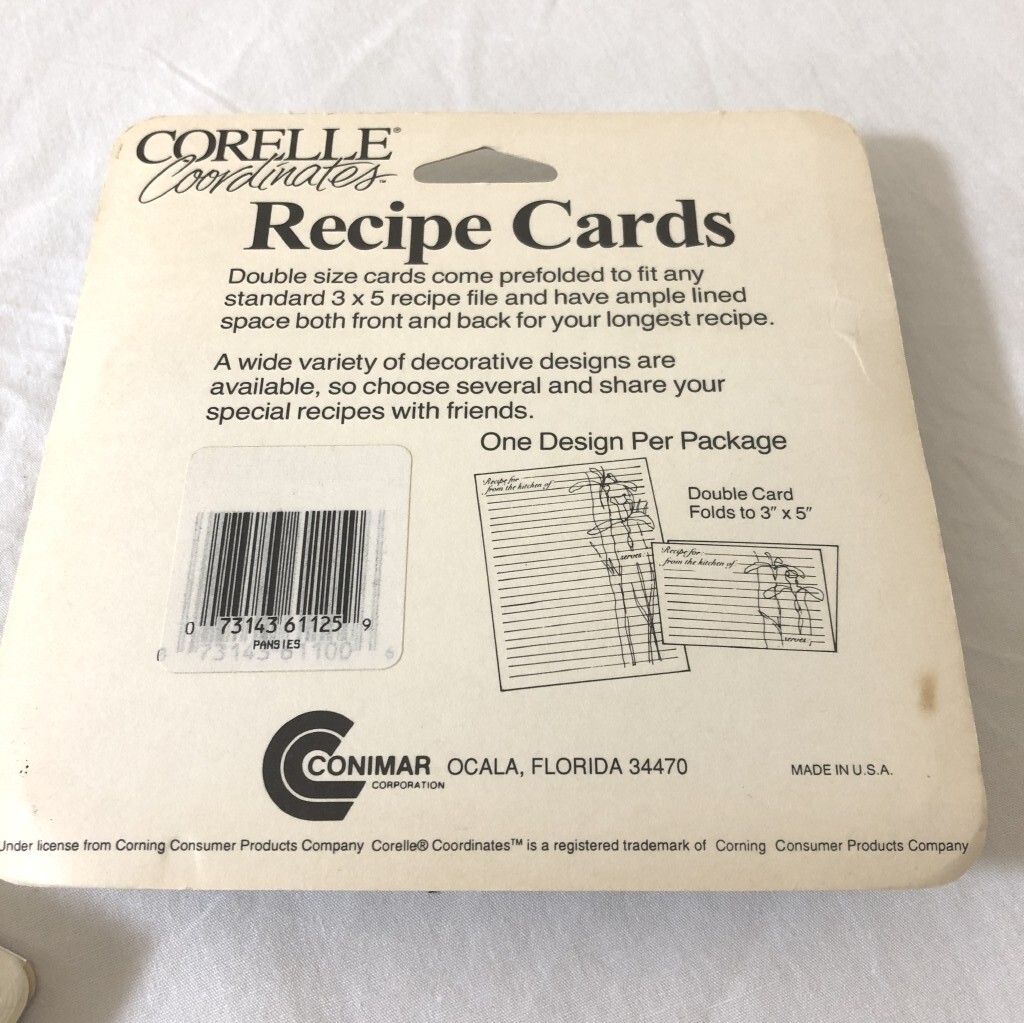 CORELLE®
Coordinates™
Recipe Cards
Double size cards come prefolded to fit any
standard 3 x 5 recipe file and have ample lined
space both front and back for your longest recipe.
A wide variety of decorative designs are
available, so choose several and share your
special recipes with friends.
One Design Per Package
Recipe for
from the kitchen of
serves
Double Card
Folds to 3" x 5"
Recipe for
from the kitchen of
serves
0 73143 61125 9
PANSIES
0 73143 61100 6
CONIMAR
CORPORATION
OCALA, FLORIDA 34470
MADE IN U.S.A.
Under license from Corning Consumer Products Company Corelle® Coordinates™ is a registered trademark of Corning Consumer Products Company